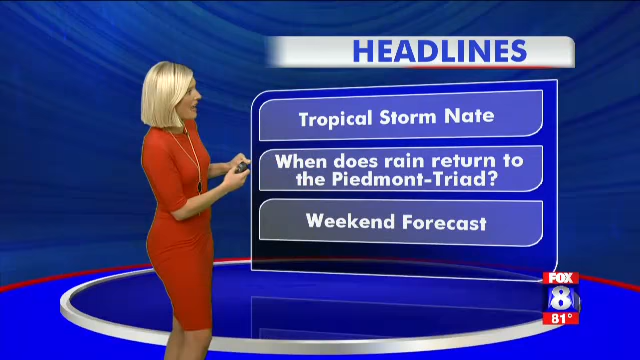 HEADLINES
Tropical Storm Nate
When does rain return to
the Piedmont-Triad?
Weekend Forecast
FOX
8
81°